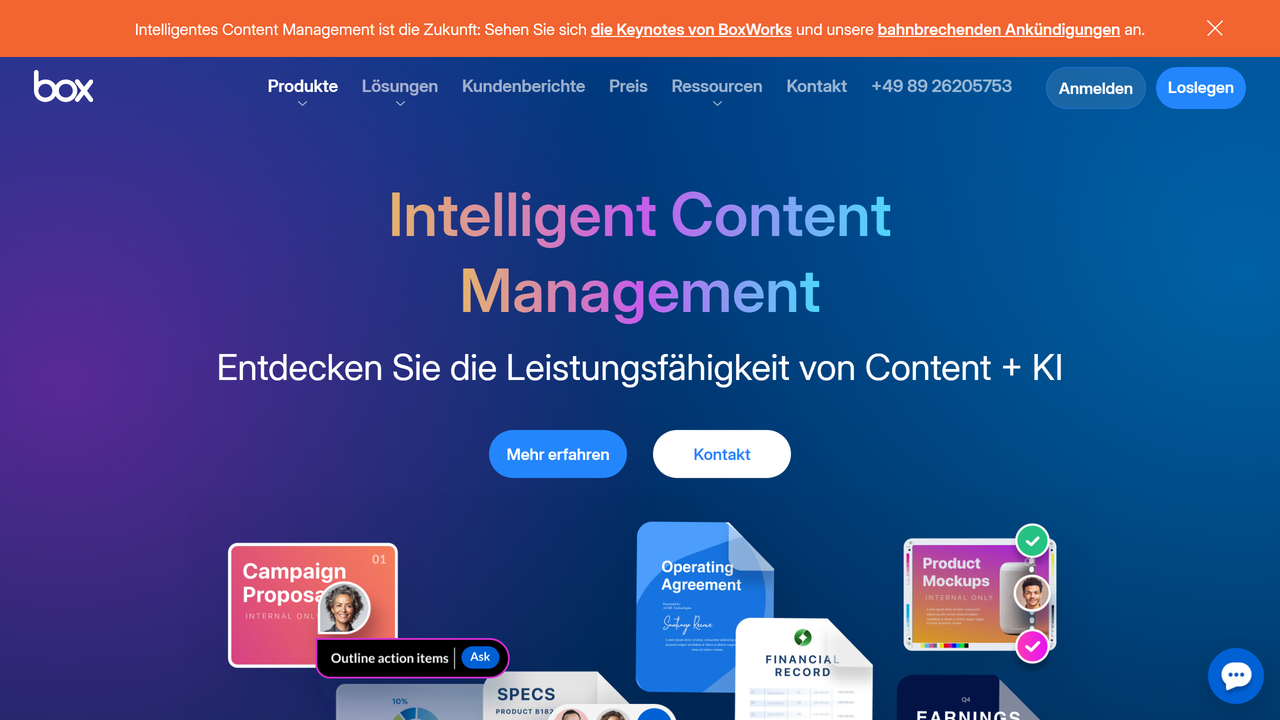 Intelligentes Content Management ist die Zukunft: Sehen Sie sich die Keynotes von BoxWorks und unsere bahnbrechenden Ankündigungen an.
box
Produkte
Lösungen
Kundenberichte
Preis
Ressourcen
Kontakt
+49 89 26205753
Anmelden
Loslegen
Intelligent Content
Management
Entdecken Sie die Leistungsfähigkeit von Content + KI
Mehr erfahren
Kontakt
01
Campaign
INTERNAL ONLY
Outline action items
Ask
10%
SPECS
PRODUCT B182
Operating
Agreement
FINANCIAL
RECORD
Product
Mockups
INTERNAL ONLY
Q4
EARNINGS